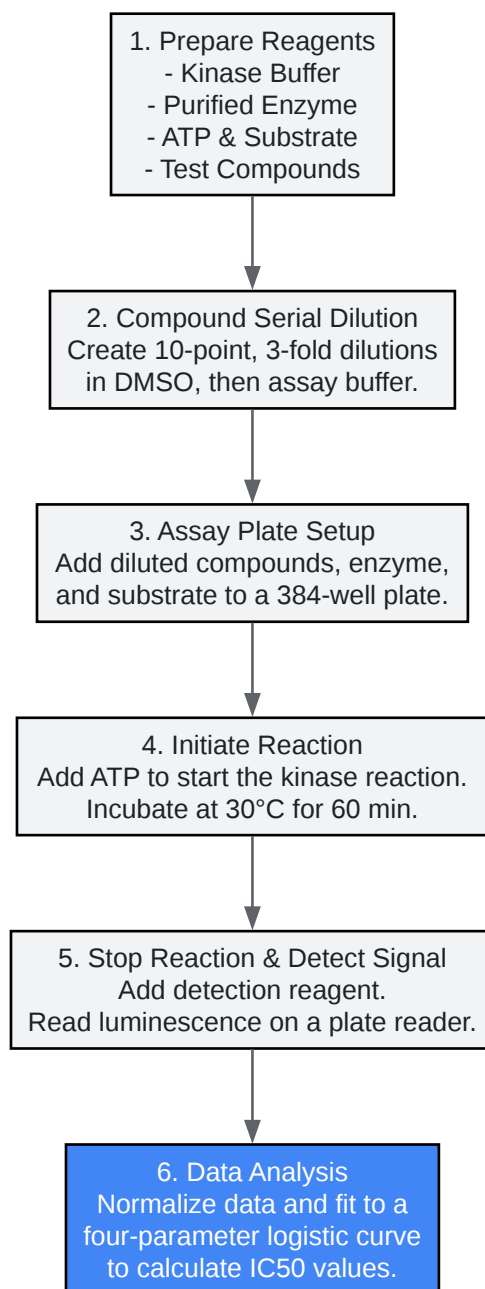 1. Prepare Reagents
- Kinase Buffer
- Purified Enzyme
- ATP & Substrate
- Test Compounds
2. Compound Serial Dilution
Create 10-point, 3-fold dilutions
in DMSO, then assay buffer.
3. Assay Plate Setup
Add diluted compounds, enzyme,
and substrate to a 384-well plate.
4. Initiate Reaction
Add ATP to start the kinase reaction.
Incubate at 30°C for 60 min.
5. Stop Reaction & Detect Signal
Add detection reagent.
Read luminescence on a plate reader.
6. Data Analysis
Normalize data and fit to a
four-parameter logistic curve
to calculate IC50 values.